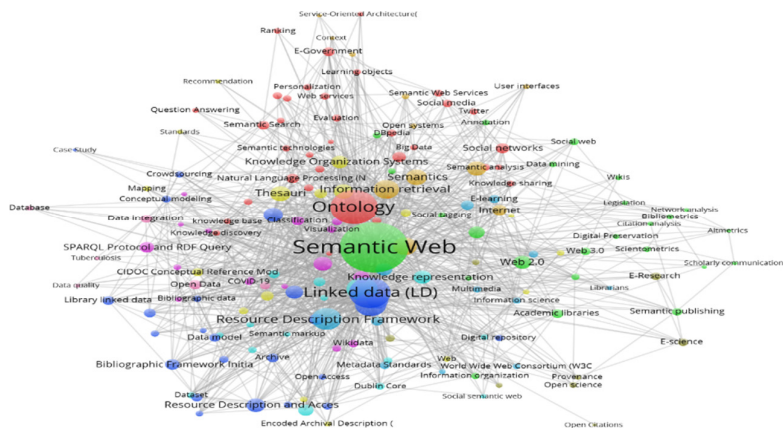 Service-Oriented Architecture(
Ranking
Context
E-Government
Learning objects
Recommendation
Personalization
Semantic Web Services
User interfaces
Web services
Social media
Question Answering
Evaluation
Twitter
Semantic Search
Open systems
Annotation
Standards
DBpedia
Social web
Case Study
Semantic technologies
Big Data
Social networks
Knowledge Organization Systems
Data mining
Crowdsourcing
Natural Language Processing (N
Semantics
Semantic analysis
Wikis
Mapping
Thesauri
Information retrieval
Knowledge sharing
Conceptual modeling
E-learning
Legislation
Database
Ontology
Internet
Network analysis
Data integration
knowledge base
Classification
Social tagging
Bibliometrics
Citation analysis
Knowledge discovery
Visualization
Digital Preservation
Altmetrics
SPARQL Protocol and RDF Query
Semantic Web
Web 3.0
Scientometrics
Tuberculosis
Web 2.0
Scholarly communication
CIDOC Conceptual Reference Mod
Knowledge representation
E-Research
Data quality
Open Data
COVID-19
Multimedia
Librarians
Library linked data
Bibliographic data
Linked data (LD)
Information science
Resource Description Framework
Academic libraries
Semantic publishing
Data model
Semantic markup
Wikidata
Digital repository
E-science
Bibliographic Framework Initia
Archive
Metadata Standards
Web
World Wide Web Consortium (W3C
Open Access
Information organization
Provenance
Dataset
Dublin Core
Open science
Resource Description and Acces
Social semantic web
Encoded Archival Description (
Open Citations